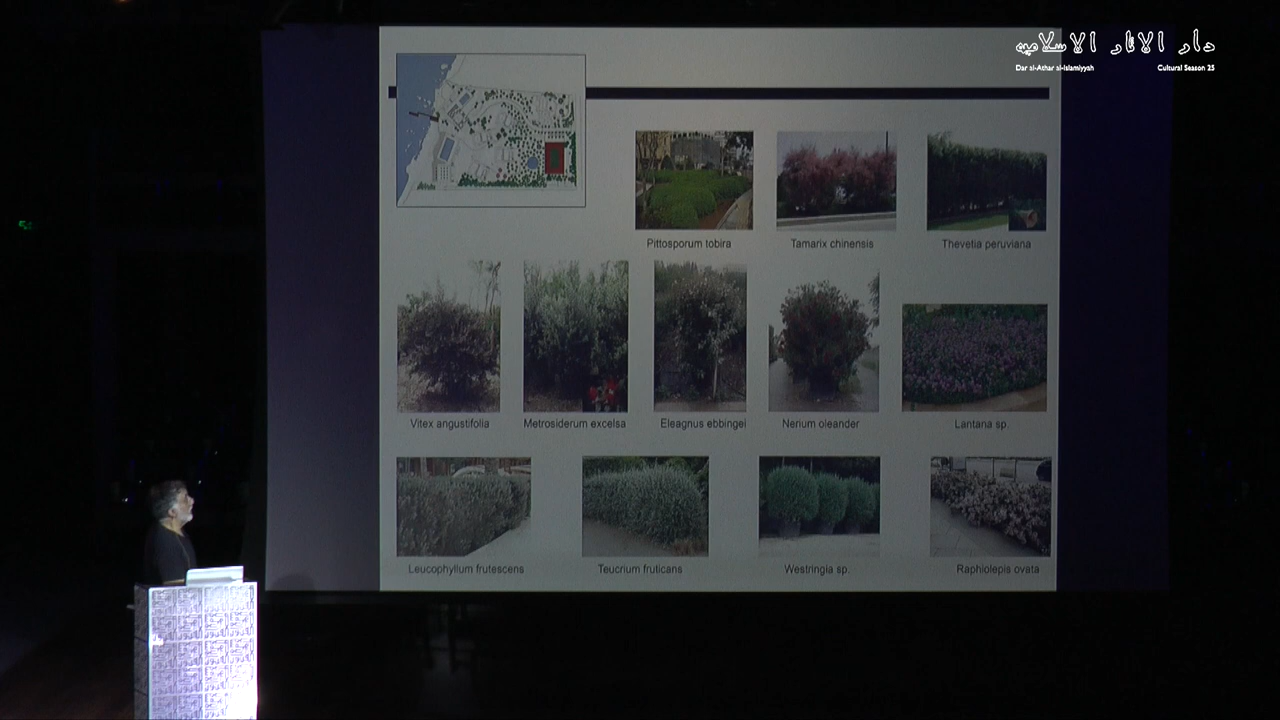 دار الآثار الإسلامية
Dar al-Athar al-Islamiyyah Cultural Season 25
Pittosporum tobira
Tamarix chinensis
Thevetia peruviana
Vitex angustifolia
Metrosiderum excelsa
Eleagnus ebbingei
Nerium oleander
Lantana sp.
Leucophyllum frutescens
Teucrium fruticans
Westringia sp.
Raphiolepis ovata